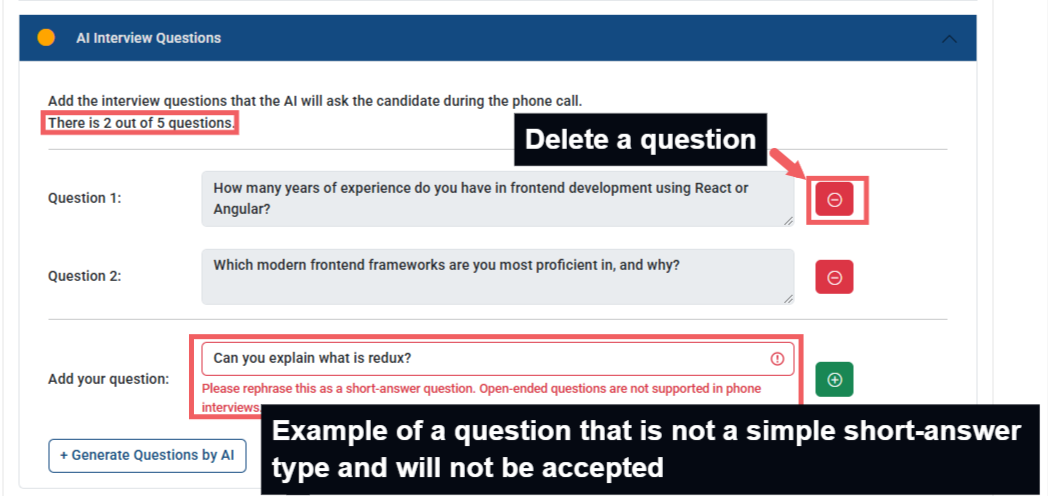 AI Interview Questions
Add the interview questions that the AI will ask the candidate during the phone call.
There is 2 out of 5 questions.
Delete a question
Question 1:
How many years of experience do you have in frontend development using React or
Angular?
Question 2:
Which modern frontend frameworks are you most proficient in, and why?
Add your question:
Can you explain what is redux?
Please rephrase this as a short-answer question. Open-ended questions are not supported in phone
interviews.
Example of a question that is not a simple short-answer
type and will not be accepted
+ Generate Questions by AI